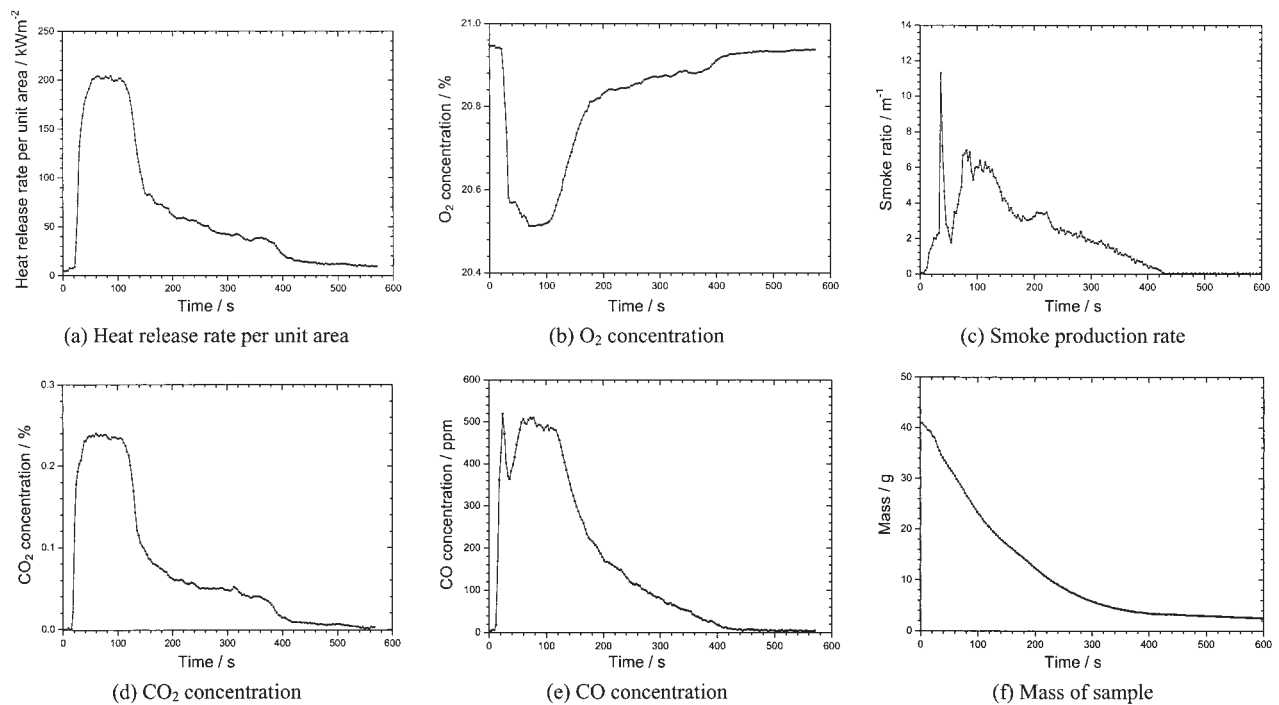 Heat release rate per unit area / kWm-2
250
200
150
100
50
0
0 100 200 300 400 500 600
Time / s
(a) Heat release rate per unit area
O2 concentration / %
21.0
20.8
20.6
20.4
0 100 200 300 400 500 600
Time / s
(b) O2 concentration
Smoke ratio / m-1
14
12
10
8
6
4
2
0
0 100 200 300 400 500 600
Time / s
(c) Smoke production rate
CO2 concentration / %
0.3
0.2
0.1
0.0
0 100 200 300 400 500 600
Time / s
(d) CO2 concentration
CO concentration / ppm
600
500
400
300
200
100
0
0 100 200 300 400 500 600
Time / s
(e) CO concentration
Mass / g
50
40
30
20
10
0
0 100 200 300 400 500 600
Time / s
(f) Mass of sample